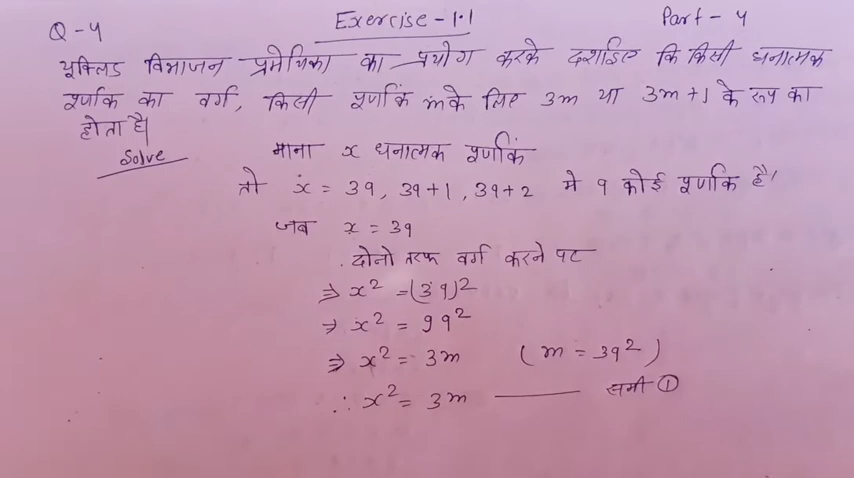 Q-4 Exercise-1.1 Part-4
यूक्लिड विभाजन प्रमेयिका का प्रयोग करके दर्शाइए कि किसी धनात्मक
पूर्णांक का वर्ग, किसी पूर्णांक m के लिए 3m या 3m+1 के रूप का
होता है।
Solve
माना x धनात्मक पूर्णांक
तो x = 3q, 3q+1, 3q+2 मे q कोई पूर्णांक है।
जब x = 3q
दोनो तरफ वर्ग करने पर
⇒ x² = (3q)²
⇒ x² = 9q²
⇒ x² = 3m (m = 3q²)
∴ x² = 3m —— समी ①